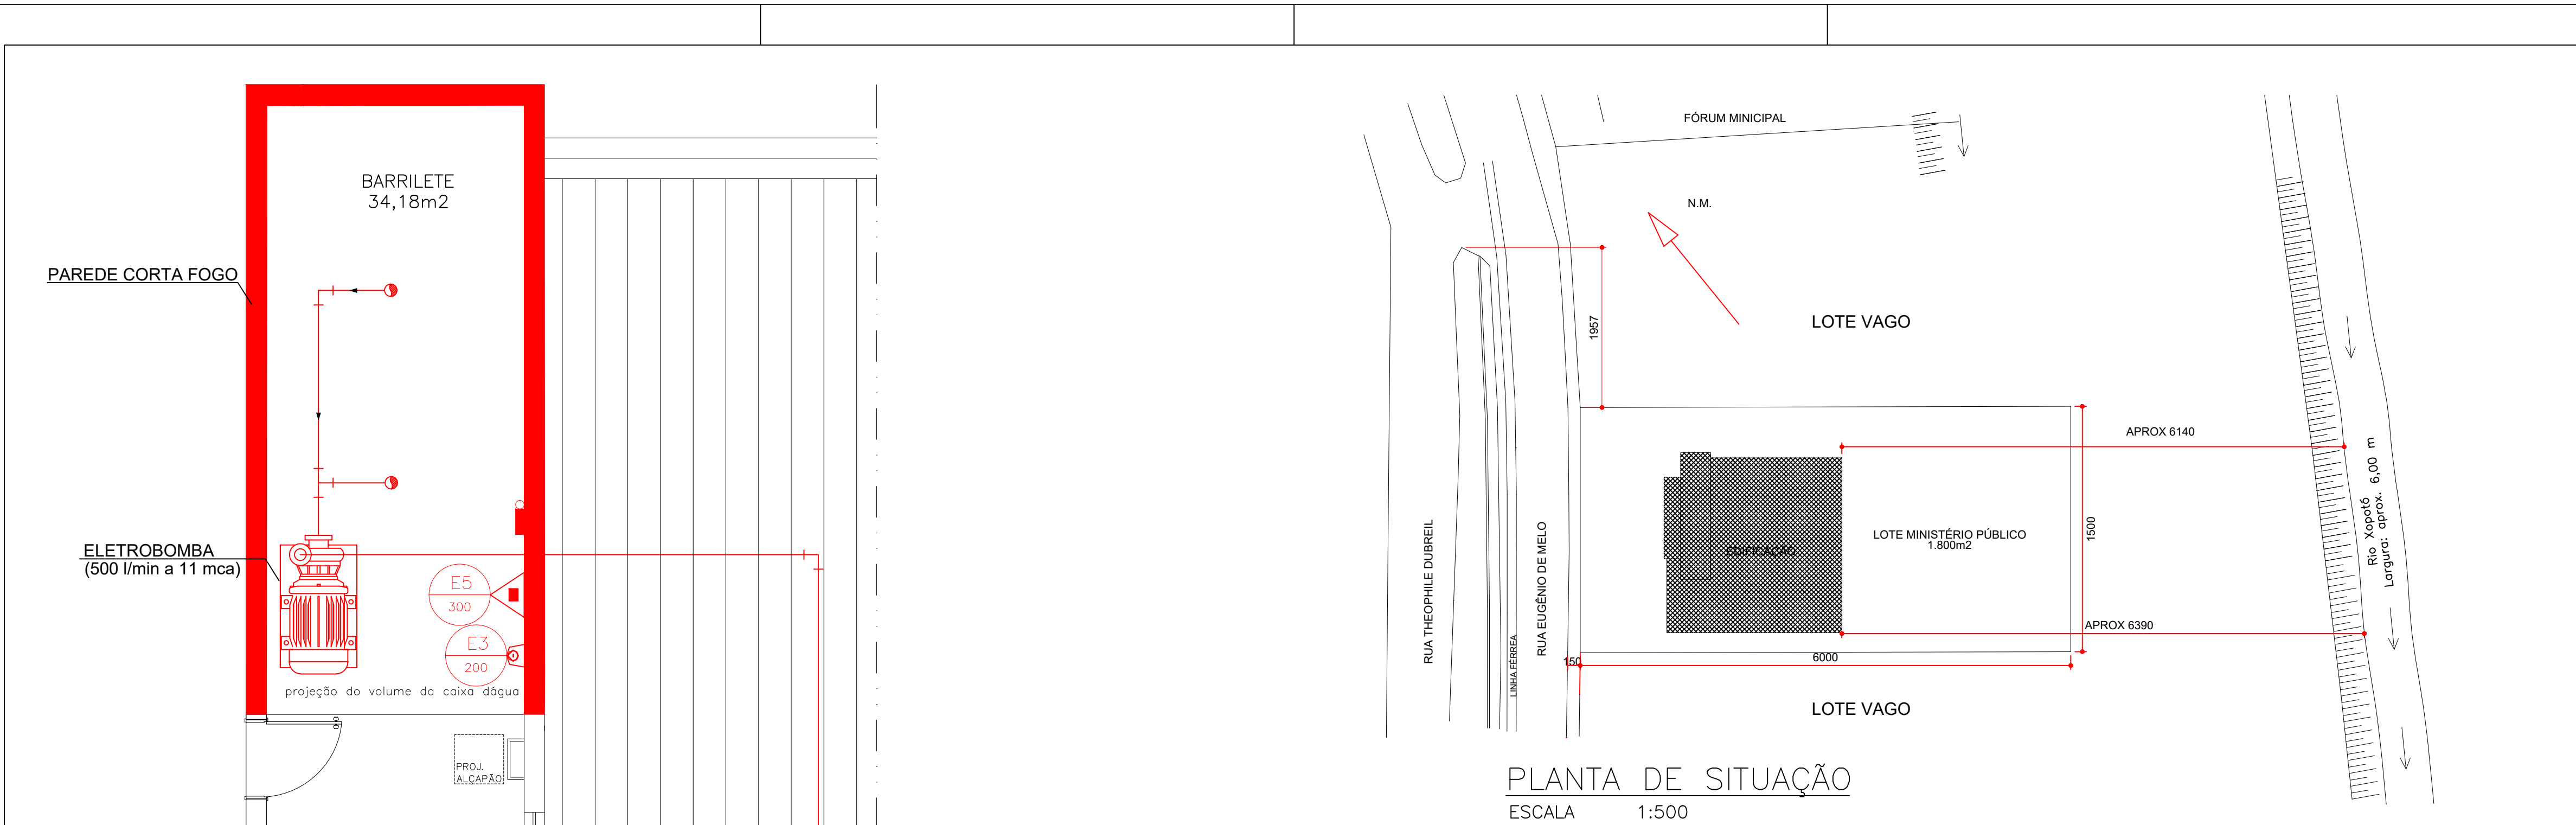 BARRILETE
34,18m2
PAREDE CORTA FOGO
ELETROBOMBA
(500 l/min a 11 mca)
E5
300
E3
200
projeção do volume da caixa dágua
PROJ.
ALÇAPÃO
FÓRUM MINICIPAL
N.M.
LOTE VAGO
1957
APROX 6140
RUA THEOPHILE DUBREIL
LINHA FÉRREA
RUA EUGÊNIO DE MELO
EDIFICAÇÃO
LOTE MINISTÉRIO PÚBLICO
1.800m2
1500
Rio Xopotó
Largura: aprox. 6,00 m
APROX 6390
150
6000
LOTE VAGO
PLANTA DE SITUAÇÃO
ESCALA 1:500